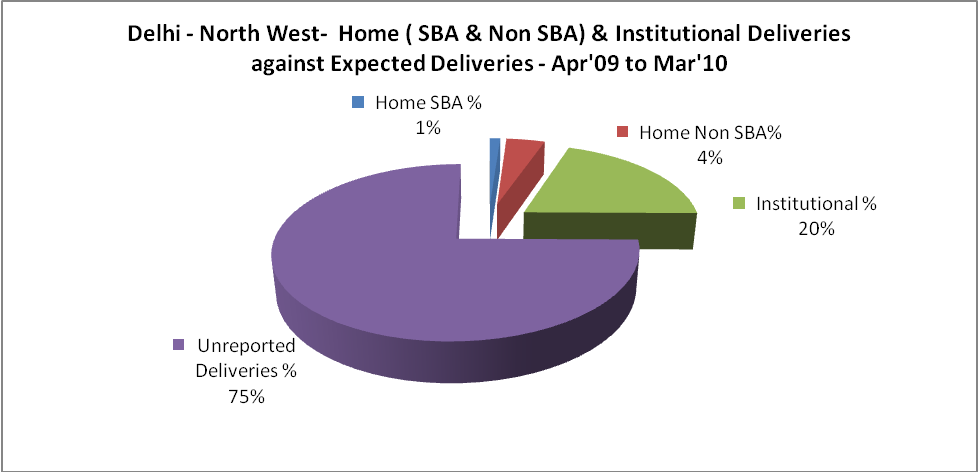 Delhi - North West-  Home ( SBA & Non SBA) & Institutional Deliveries
against Expected Deliveries - Apr'09 to Mar'10
Home SBA %
1%
Home Non SBA%
4%
Institutional %
20%
Unreported
Deliveries %
75%